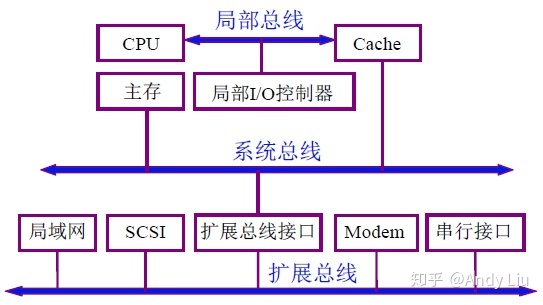 局部总线
CPU
Cache
主存
局部I/O控制器
系统总线
局域网
SCSI
扩展总线接口
Modem
串行接口
扩展总线
知乎 @Andy Liu